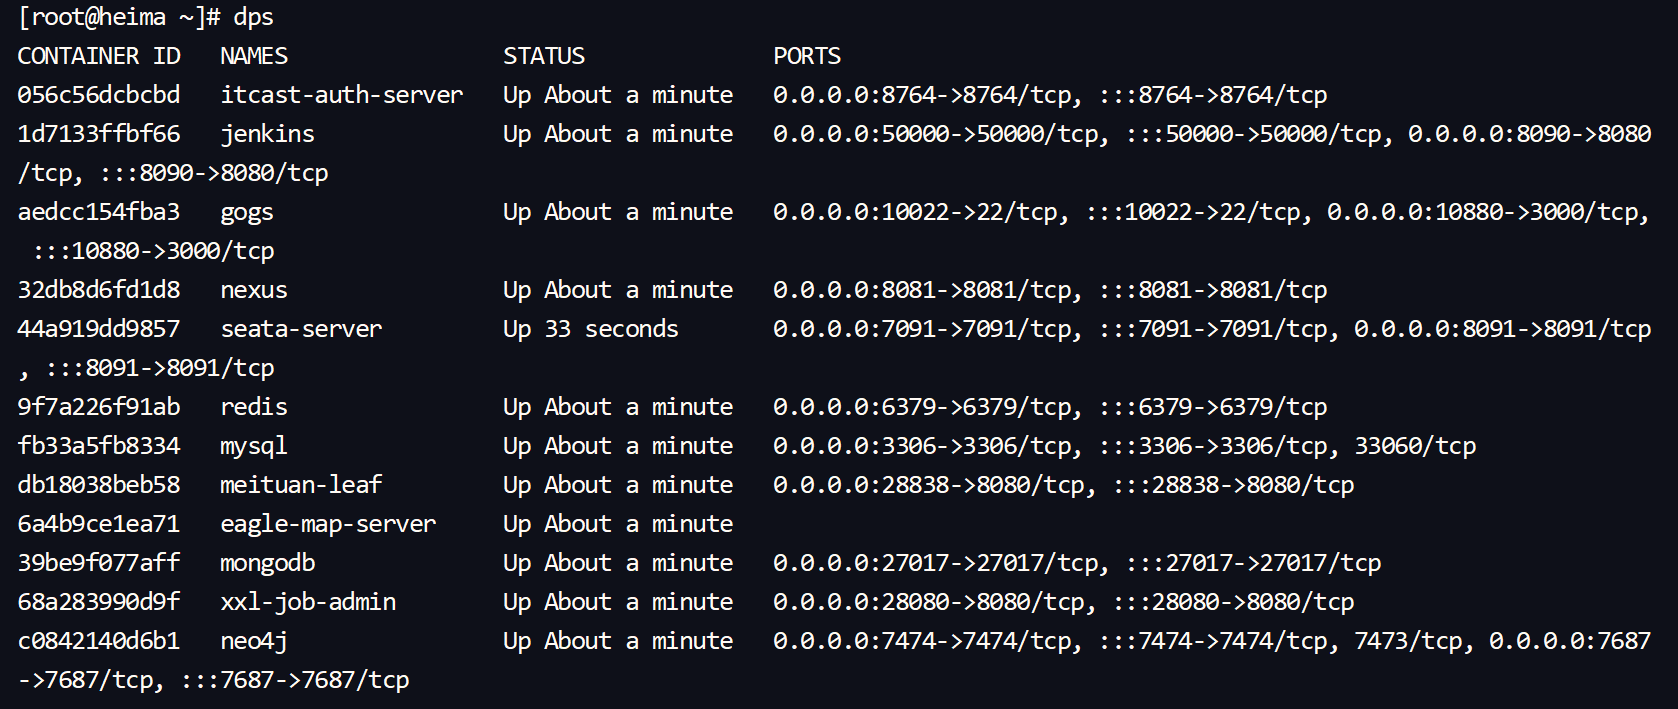 [root@heima ~]# dps
CONTAINER ID   NAMES                STATUS              PORTS
056c56dcbcbd   itcast-auth-server   Up About a minute   0.0.0.0:8764->8764/tcp, :::8764->8764/tcp
1d7133ffbf66   jenkins              Up About a minute   0.0.0.0:50000->50000/tcp, :::50000->50000/tcp, 0.0.0.0:8090->8080
/tcp, :::8090->8080/tcp
aedcc154fba3   gogs                 Up About a minute   0.0.0.0:10022->22/tcp, :::10022->22/tcp, 0.0.0.0:10880->3000/tcp,
 :::10880->3000/tcp
32db8d6fd1d8   nexus                Up About a minute   0.0.0.0:8081->8081/tcp, :::8081->8081/tcp
44a919dd9857   seata-server         Up 33 seconds       0.0.0.0:7091->7091/tcp, :::7091->7091/tcp, 0.0.0.0:8091->8091/tcp
, :::8091->8091/tcp
9f7a226f91ab   redis                Up About a minute   0.0.0.0:6379->6379/tcp, :::6379->6379/tcp
fb33a5fb8334   mysql                Up About a minute   0.0.0.0:3306->3306/tcp, :::3306->3306/tcp, 33060/tcp
db18038beb58   meituan-leaf         Up About a minute   0.0.0.0:28838->8080/tcp, :::28838->8080/tcp
6a4b9ce1ea71   eagle-map-server     Up About a minute
39be9f077aff   mongodb              Up About a minute   0.0.0.0:27017->27017/tcp, :::27017->27017/tcp
68a283990d9f   xxl-job-admin        Up About a minute   0.0.0.0:28080->8080/tcp, :::28080->8080/tcp
c0842140d6b1   neo4j                Up About a minute   0.0.0.0:7474->7474/tcp, :::7474->7474/tcp, 7473/tcp, 0.0.0.0:7687
->7687/tcp, :::7687->7687/tcp